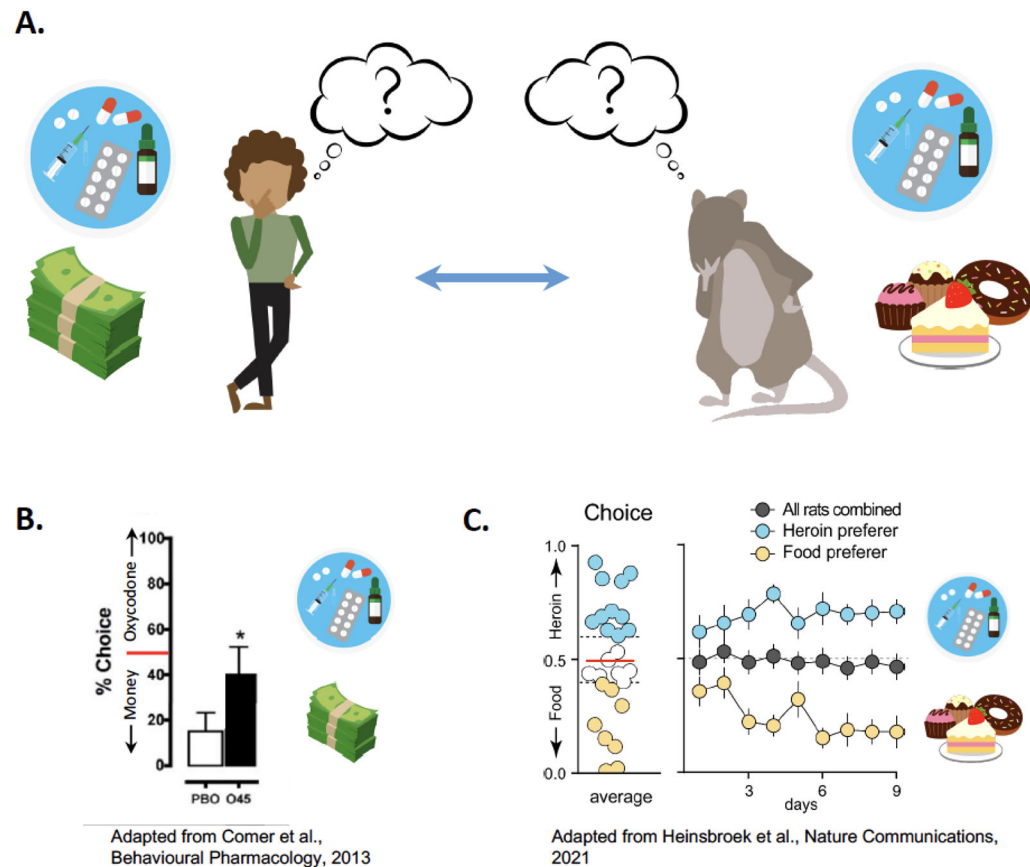 A.
?
?
B.
% Choice
Money
Oxycodone
100
80
60
40
20
0
*
PBO
O45
Adapted from Comer et al.,
Behavioural Pharmacology, 2013
C.
Choice
All rats combined
Heroin preferer
Food preferer
Food
Heroin
1.0
0.5
0.0
average
3
6
9
days
Adapted from Heinsbroek et al., Nature Communications,
2021